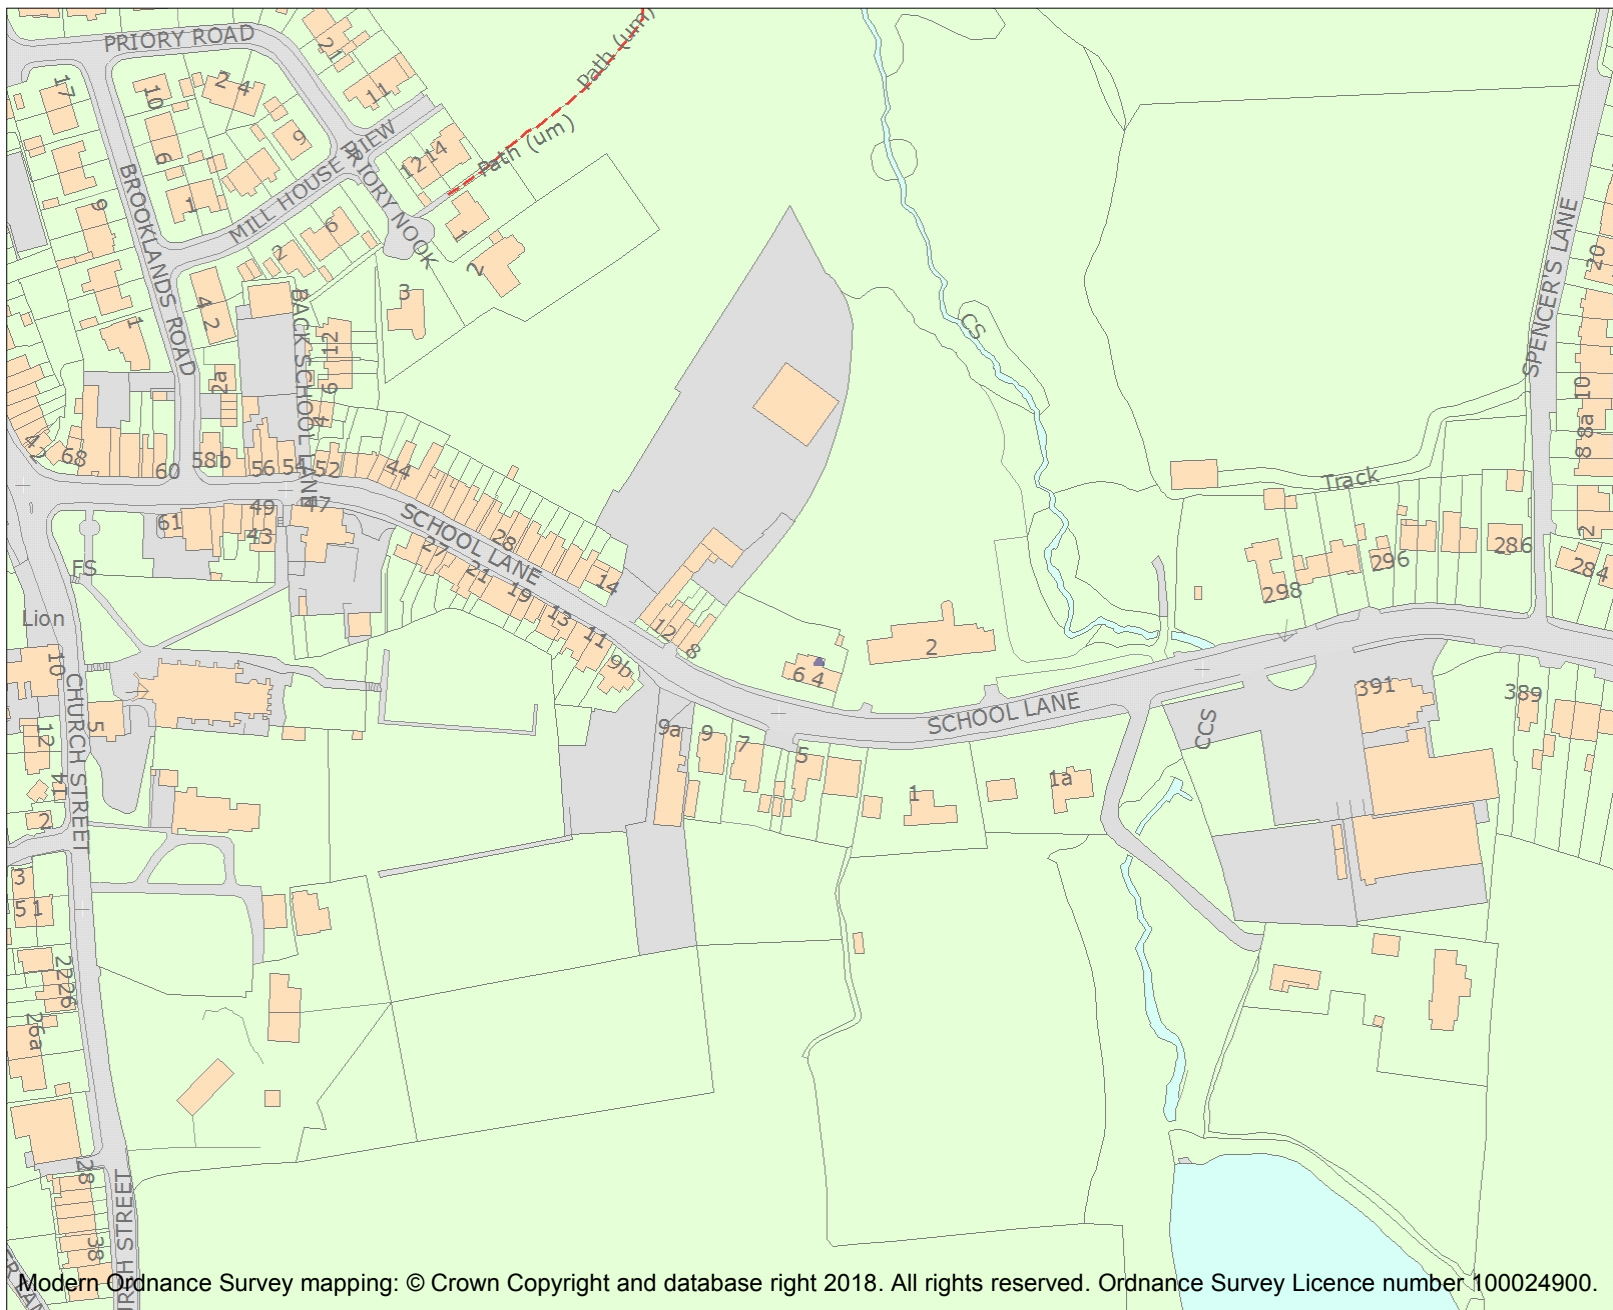 PRIORY ROAD
21
11
Path (um)
17
10
2 4
9
6
1
9
MILL HOUSE VIEW
PRIORY NOOK
12 14
Path (um)
BROOKLANDS ROAD
2
6
1
2
3
1
4 2
BACK SCHOOL LANE
12
6
4
2a
CS
SPENCER'S LANE
20
10
8a
8
2
Track
42
68
60
58b
56
54
52
44
61
49
43
47
SCHOOL LANE
27
28
21
19
14
13
11
9b
12
8
FS
Lion
10
CHURCH STREET
5
12
14
2
6 4
2
SCHOOL LANE
298
296
286
284
391
389
CCS
9a
9
7
5
1
1a
3
5 1
22
26
26a
28
38
CHURCH STREET
Modern Ordnance Survey mapping: © Crown Copyright and database right 2018. All rights reserved. Ordnance Survey Licence number 100024900.